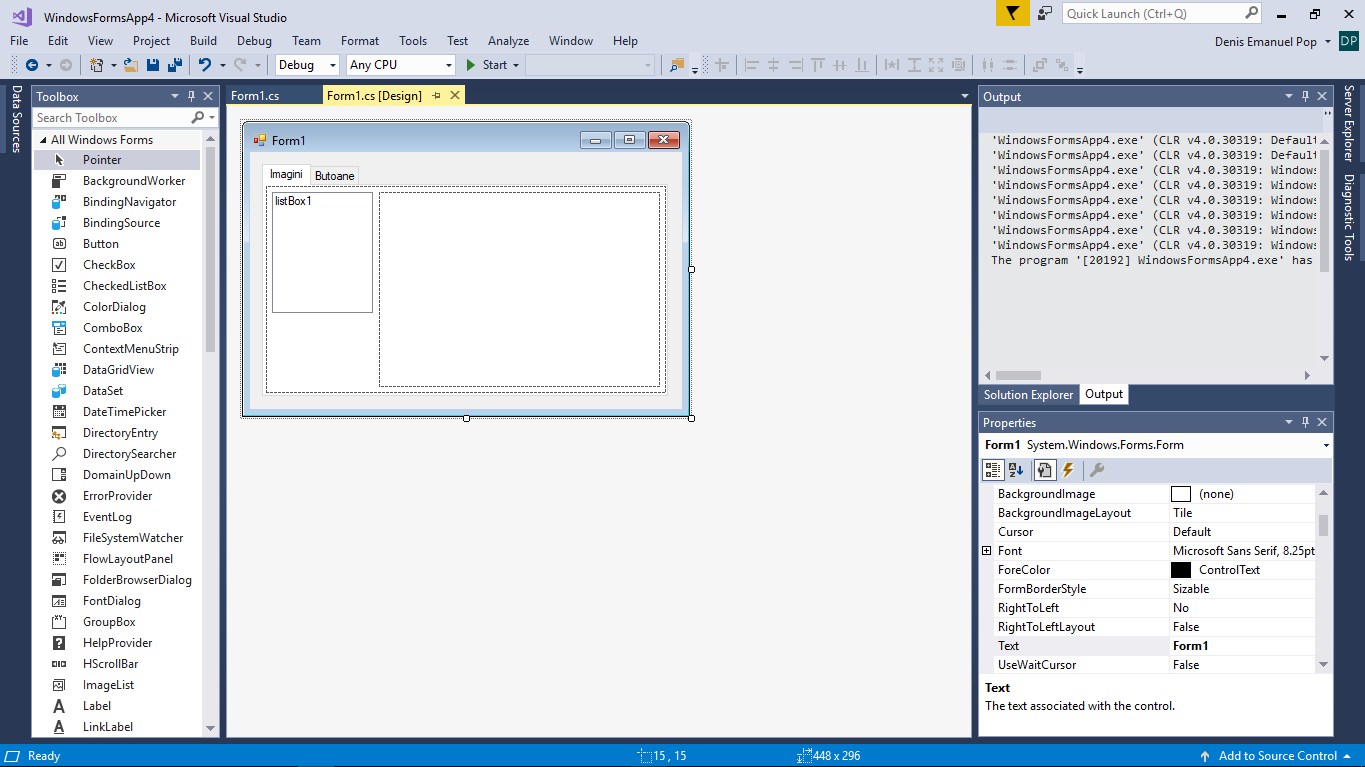 WindowsFormsApp4 - Microsoft Visual Studio
Quick Launch (Ctrl+Q)
File Edit View Project Build Debug Team Format Tools Test Analyze Window Help
Denis Emanuel Pop DP
Debug Any CPU Start
Data Sources
Toolbox
Search Toolbox
All Windows Forms
Pointer
BackgroundWorker
BindingNavigator
BindingSource
Button
CheckBox
CheckedListBox
ColorDialog
ComboBox
ContextMenuStrip
DataGridView
DataSet
DateTimePicker
DirectoryEntry
DirectorySearcher
DomainUpDown
ErrorProvider
EventLog
FileSystemWatcher
FlowLayoutPanel
FolderBrowserDialog
FontDialog
GroupBox
HelpProvider
HScrollBar
ImageList
Label
LinkLabel
Form1.cs Form1.cs [Design]
Form1
Imagini Butoane
listBox1
Output
'WindowsFormsApp4.exe' (CLR v4.0.30319: Default
'WindowsFormsApp4.exe' (CLR v4.0.30319: Default
'WindowsFormsApp4.exe' (CLR v4.0.30319: Windows
'WindowsFormsApp4.exe' (CLR v4.0.30319: Windows
'WindowsFormsApp4.exe' (CLR v4.0.30319: Windows
'WindowsFormsApp4.exe' (CLR v4.0.30319: Windows
'WindowsFormsApp4.exe' (CLR v4.0.30319: Windows
'WindowsFormsApp4.exe' (CLR v4.0.30319: Windows
The program '[20192] WindowsFormsApp4.exe' has
Solution Explorer Output
Properties
Form1 System.Windows.Forms.Form
BackgroundImage (none)
BackgroundImageLayout Tile
Cursor Default
Font Microsoft Sans Serif, 8.25pt
ForeColor ControlText
FormBorderStyle Sizable
RightToLeft No
RightToLeftLayout False
Text Form1
UseWaitCursor False
Text
The text associated with the control.
Server Explorer
Diagnostic Tools
Ready 15 , 15 448 x 296 Add to Source Control